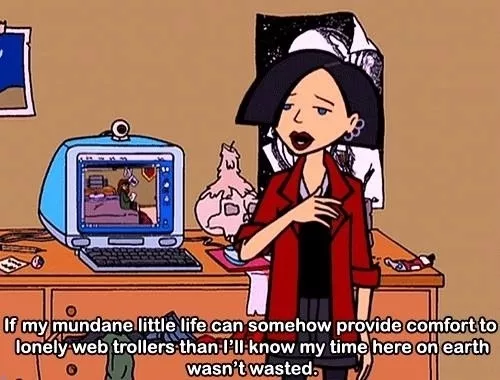 If my mundane little life can somehow provide comfort to
lonely web trollers than I'll know my time here on earth
wasn't wasted.